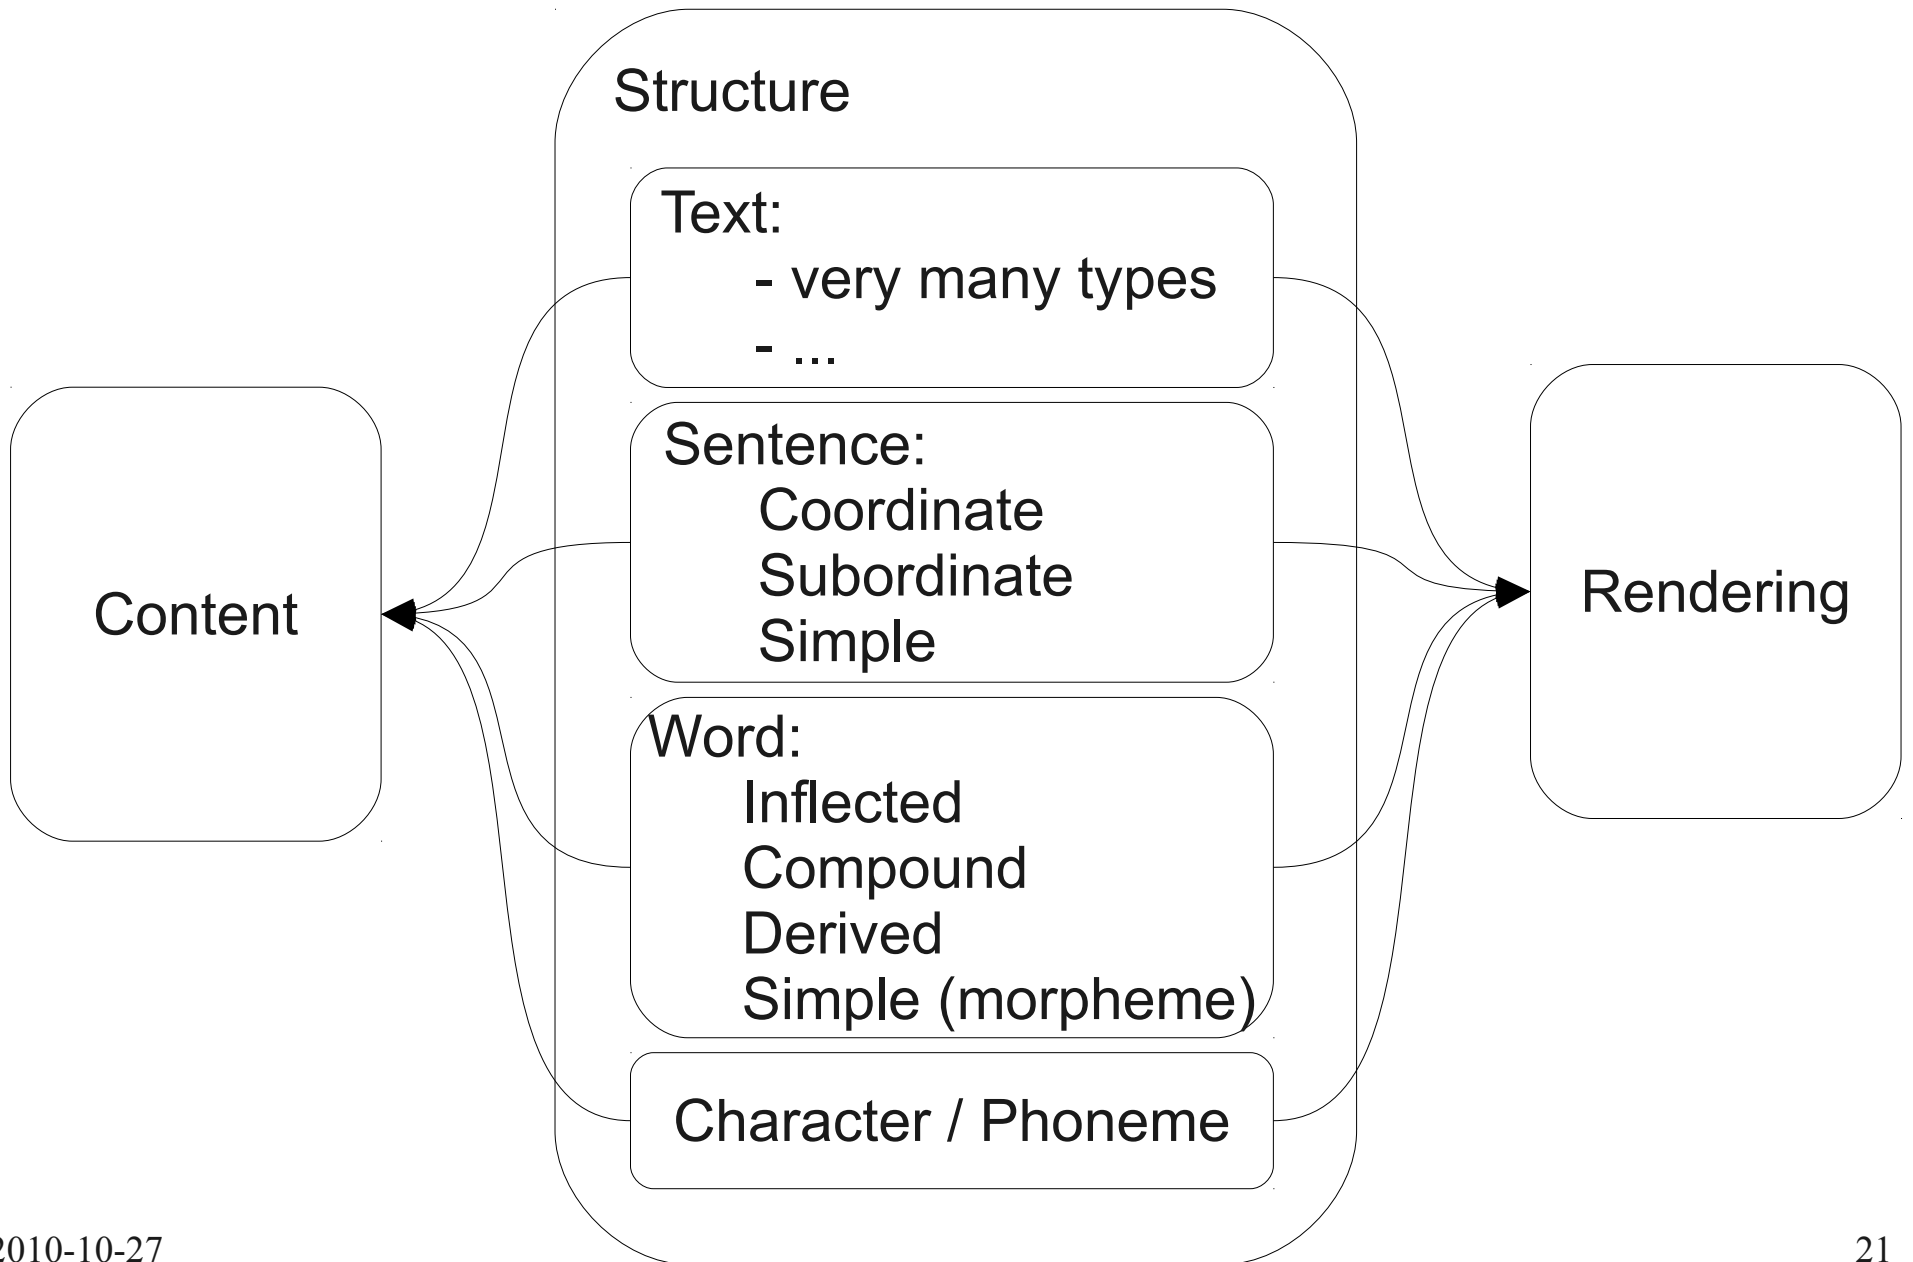 Structure
Text:
- very many types
- ...
Sentence:
Coordinate
Subordinate
Simple
Word:
Inflected
Compound
Derived
Simple (morpheme)
Character / Phoneme
Content
Rendering
2010-10-27
21